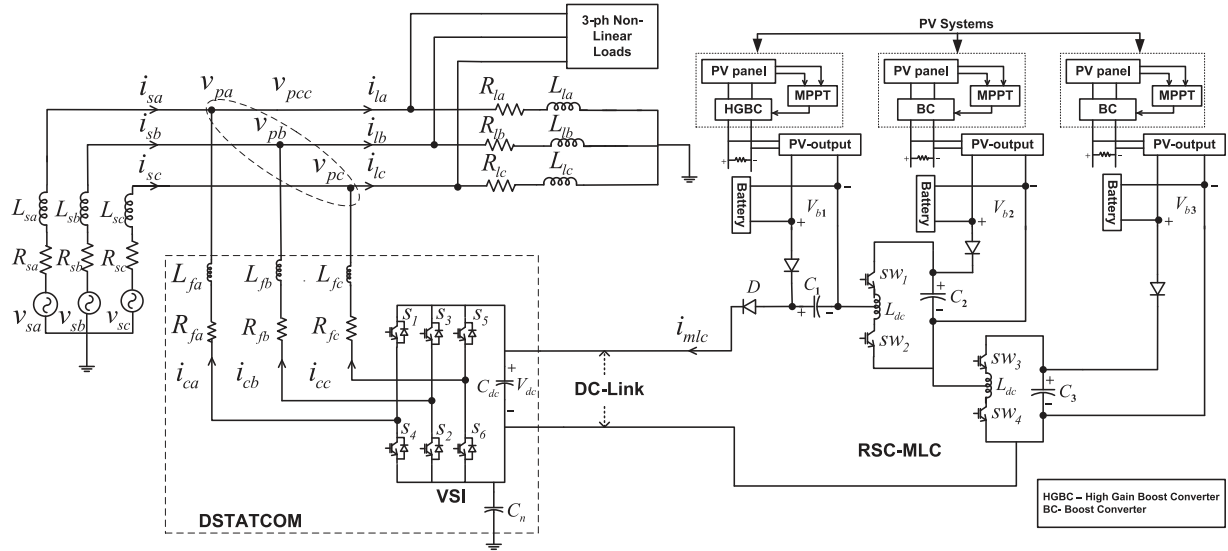 3-ph Non-
Linear
Loads
PV Systems
PV panel
MPPT
HGBC
PV panel
MPPT
BC
PV panel
MPPT
BC
PV-output
PV-output
PV-output
+ -
+ -
+ -
Battery
Battery
Battery
V_b1
V_b2
V_b3
+ -
+ -
+ -
i_sa
v_pa
v_pcc
i_la
R_la
L_la
i_sb
v_pb
i_lb
R_lb
L_lb
i_sc
v_pc
i_lc
R_lc
L_lc
L_sa
L_sb
L_sc
R_sa
R_sb
R_sc
v_sa
v_sb
v_sc
L_fa
L_fb
L_fc
R_fa
R_fb
R_fc
i_ca
i_cb
i_cc
S_1
S_3
S_5
S_4
S_2
S_6
+
C_dc
V_dc
-
VSI
C_n
DSTATCOM
DC-Link
i_mlc
D
C_1
+ -
SW_1
L_dc
SW_2
+
C_2
-
SW_3
L_dc
SW_4
+
C_3
-
RSC-MLC
HGBC – High Gain Boost Converter
BC- Boost Converter